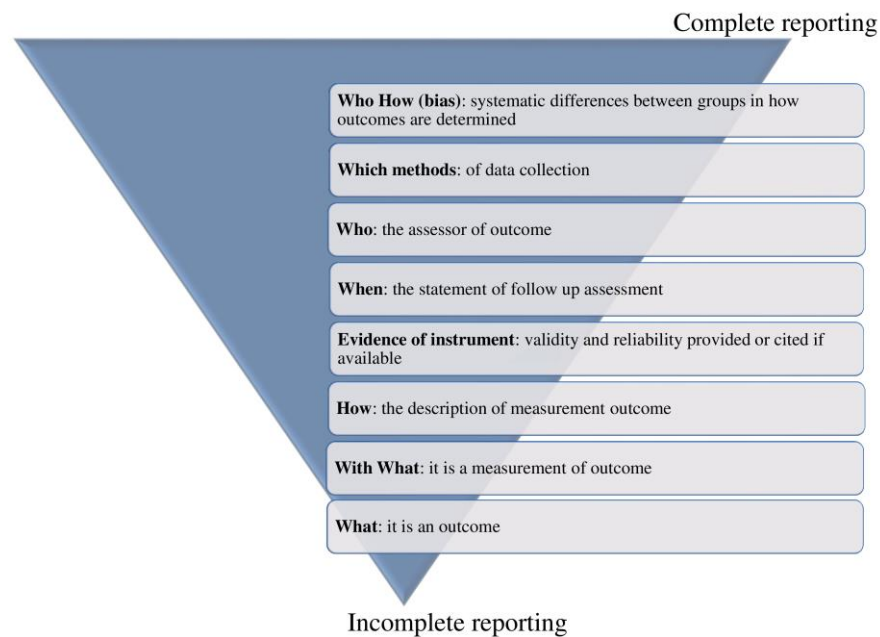 Complete reporting
Who How (bias): systematic differences between groups in how
outcomes are determined
Which methods: of data collection
Who: the assessor of outcome
When: the statement of follow up assessment
Evidence of instrument: validity and reliability provided or cited if
available
How: the description of measurement outcome
With What: it is a measurement of outcome
What: it is an outcome
Incomplete reporting